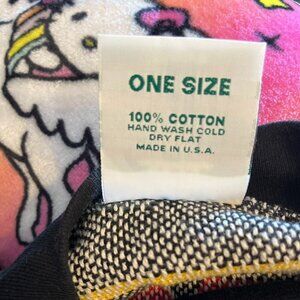 ONE SIZE
100% COTTON
HAND WASH COLD
DRY FLAT
MADE IN U.S.A.